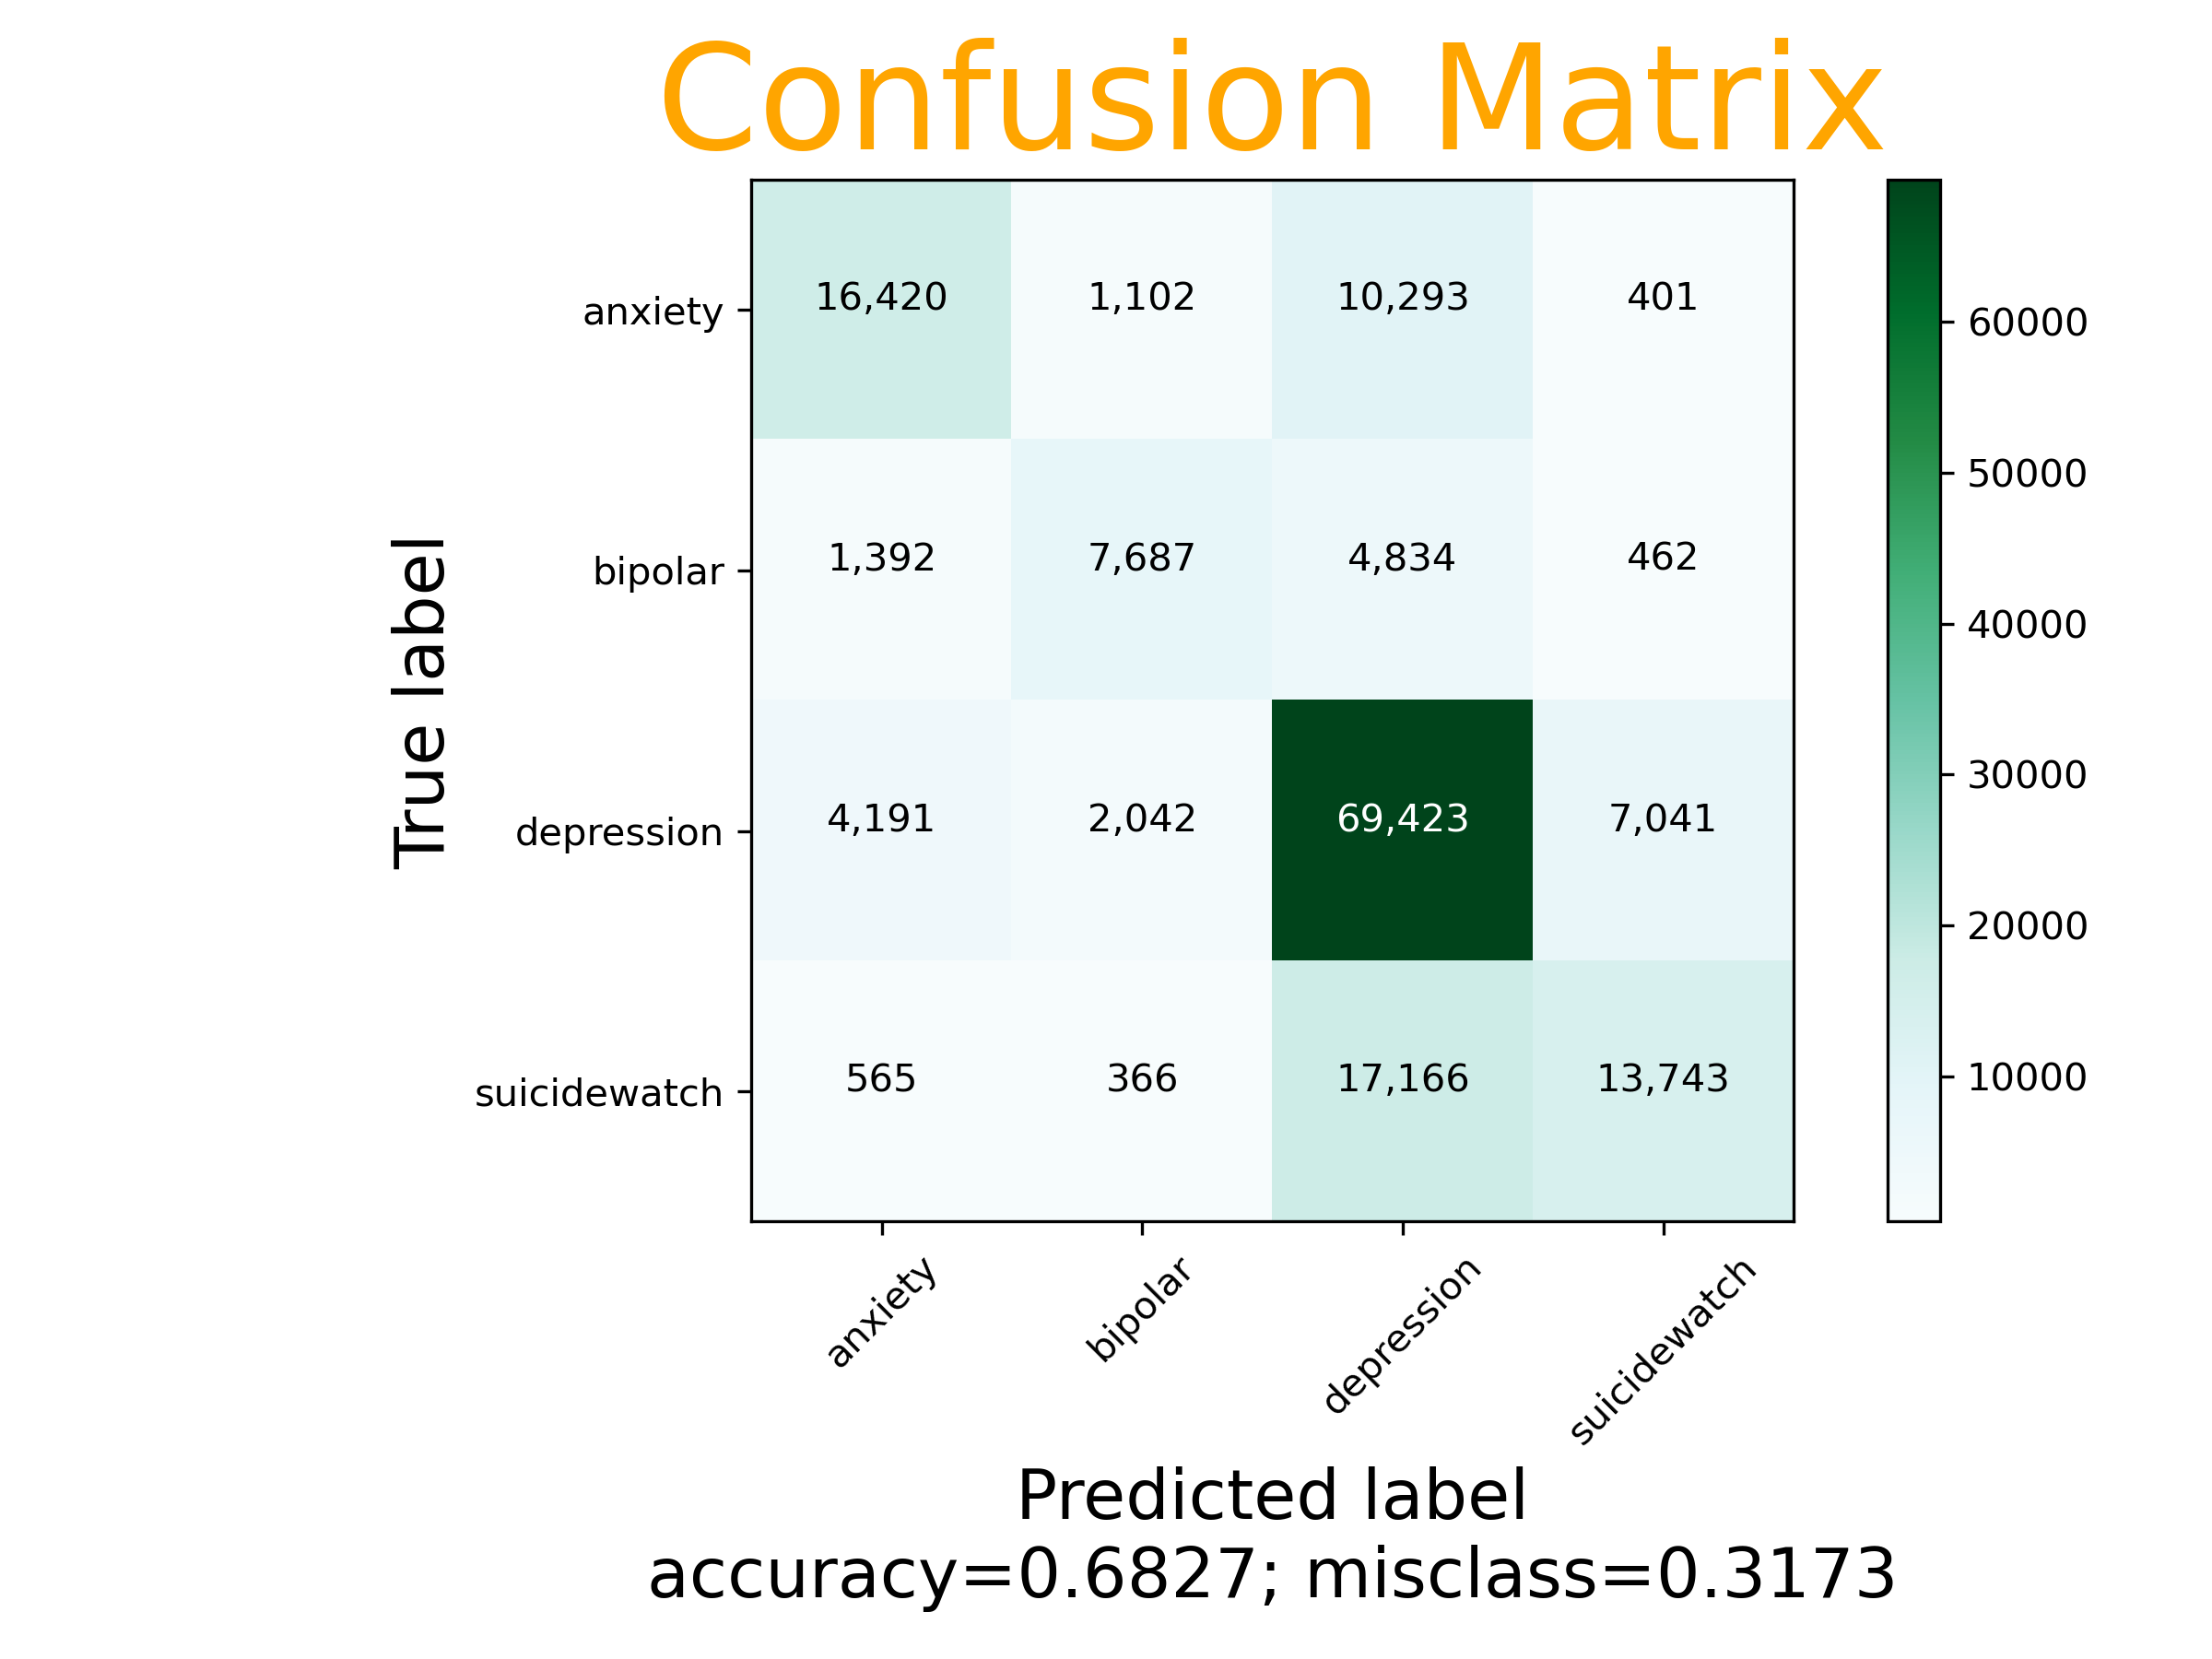 Confusion Matrix
anxiety 16,420 1,102 10,293 401
bipolar 1,392 7,687 4,834 462
depression 4,191 2,042 69,423 7,041
suicidewatch 565 366 17,166 13,743
True label
anxiety bipolar depression suicidewatch
Predicted label
accuracy=0.6827; misclass=0.3173
60000
50000
40000
30000
20000
10000